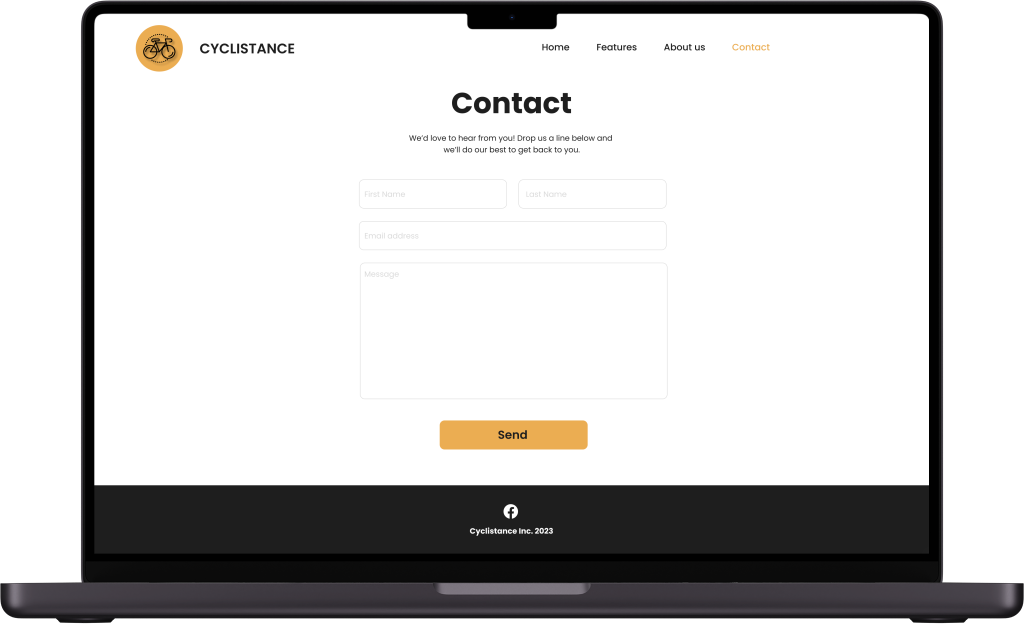 CYCLISTANCE
Home
Features
About us
Contact
Contact
We’d love to hear from you! Drop us a line below and
we’ll do our best to get back to you.
First Name
Last Name
Email address
Message
Send
Cyclistance Inc. 2023